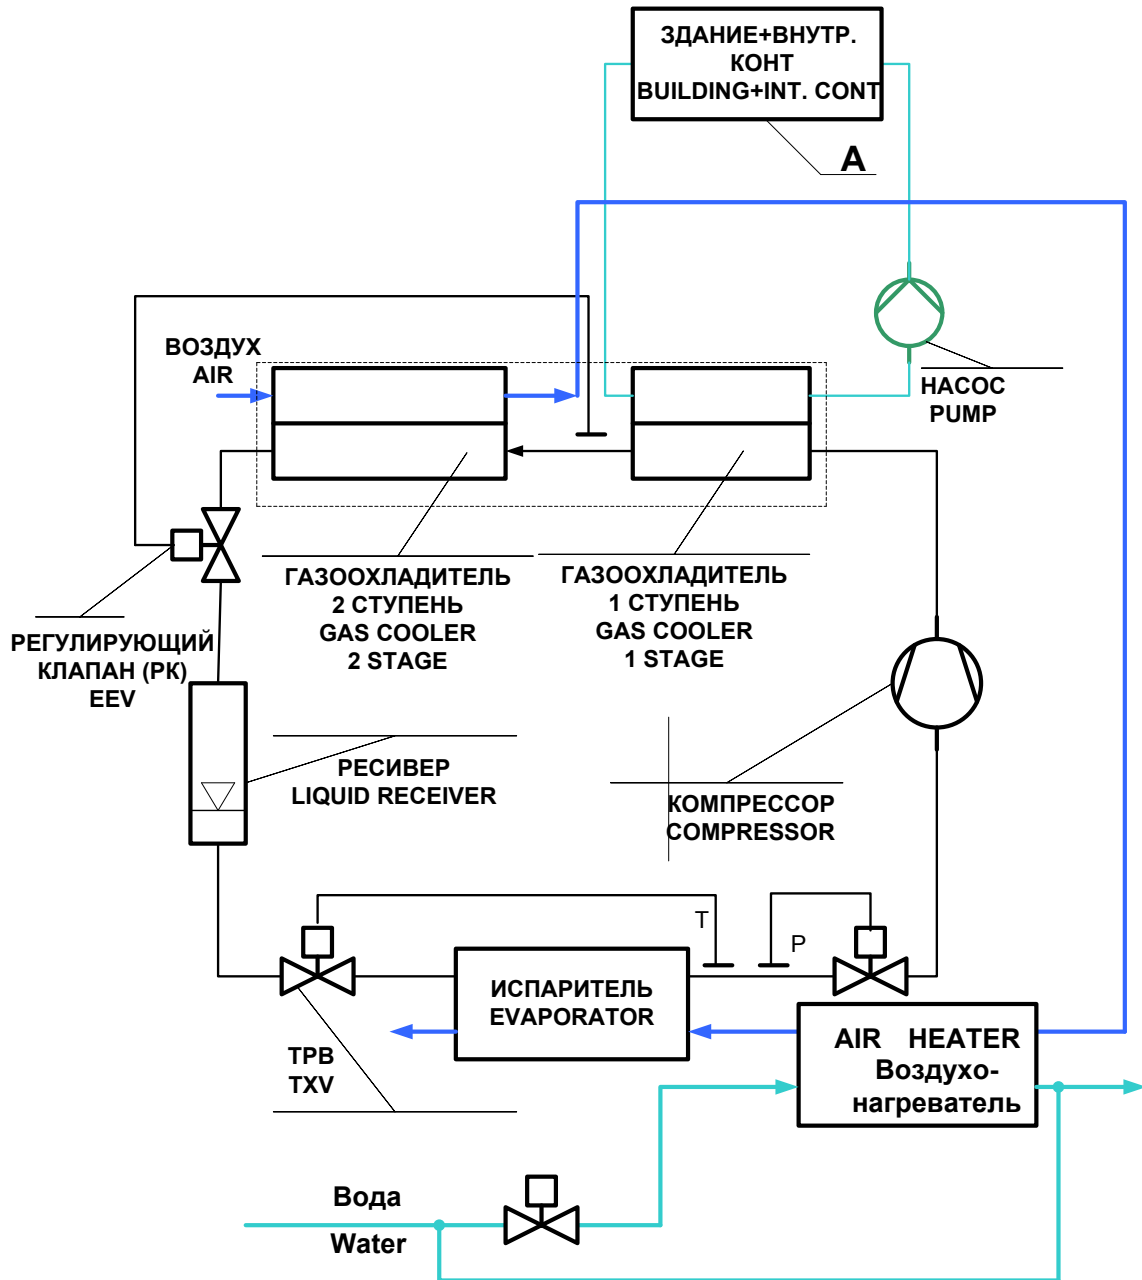 ЗДАНИЕ+ВНУТР.
КОНТ
BUILDING+INT. CONT
A
ВОЗДУХ
AIR
НАСОС
PUMP
ГАЗООХЛАДИТЕЛЬ
2 СТУПЕНЬ
GAS COOLER
2 STAGE
ГАЗООХЛАДИТЕЛЬ
1 СТУПЕНЬ
GAS COOLER
1 STAGE
РЕГУЛИРУЮЩИЙ
КЛАПАН (РК)
EEV
РЕСИВЕР
LIQUID RECEIVER
КОМПРЕССОР
COMPRESSOR
T
P
ИСПАРИТЕЛЬ
EVAPORATOR
ТРВ
TXV
AIR HEATER
Воздухо-
нагреватель
Вода
Water